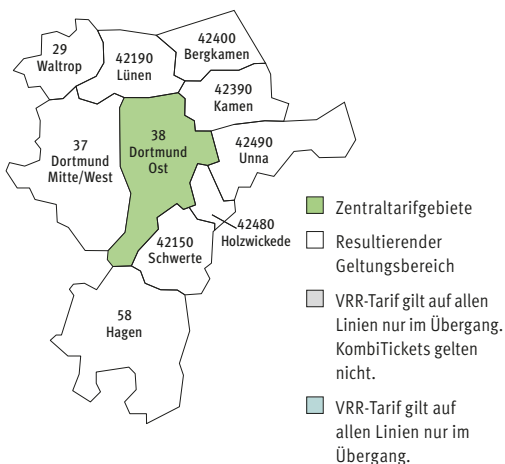 42400
Bergkamen
29
Waltrop
42190
Lünen
42390
Kamen
38
Dortmund
Ost
37
Dortmund
Mitte/West
42490
Unna
42480
Holzwickede
42150
Schwerte
58
Hagen
Zentraltarifgebiete
Resultierender
Geltungsbereich
VRR-Tarif gilt auf allen
Linien nur im Übergang.
KombiTickets gelten
nicht.
VRR-Tarif gilt auf
allen Linien nur im
Übergang.